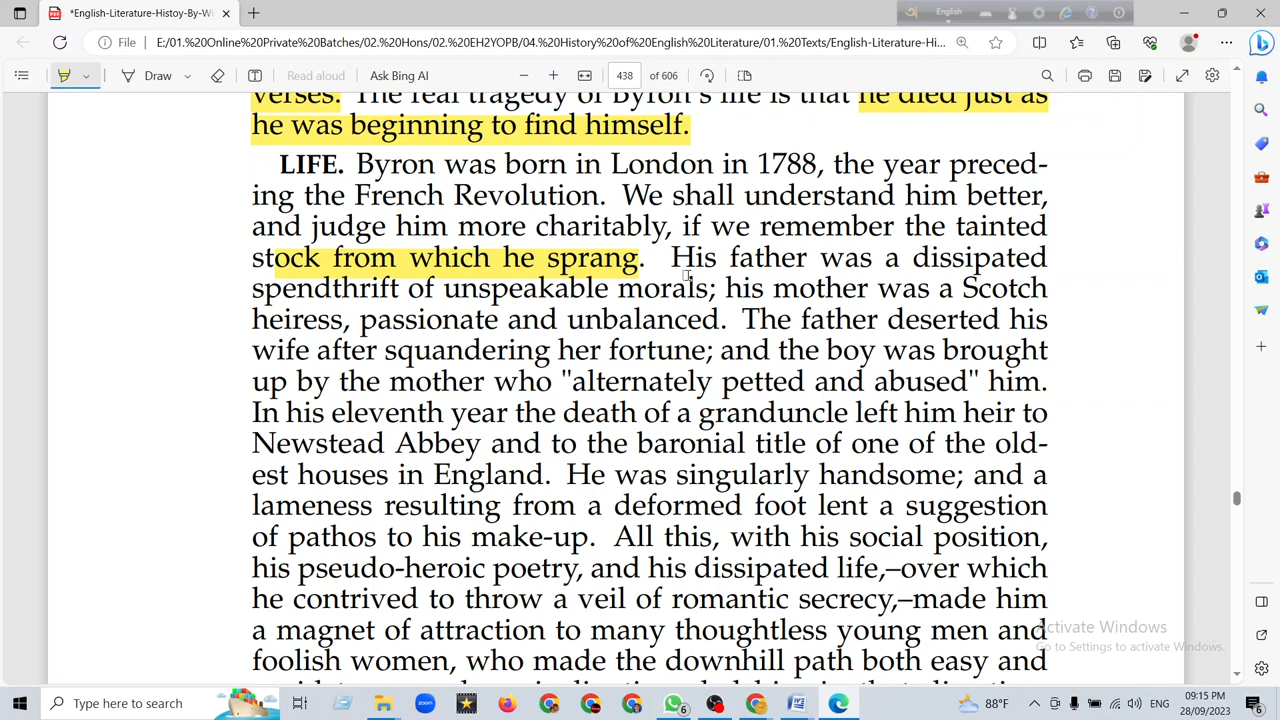 *English-Literature-Histoy-By-Wi
English
File
E:/01.%20Online%20Private%20Batches/02.%20Hons/02.%20EH2YOPB/04.%20History%20of%20English%20Literature/01.%20Texts/English-Literature-Hi...
Draw
Read aloud
Ask Bing AI
438 of 606
verses. The real tragedy of Byron's life is that he died just as
he was beginning to find himself.
LIFE. Byron was born in London in 1788, the year preced-
ing the French Revolution. We shall understand him better,
and judge him more charitably, if we remember the tainted
stock from which he sprang. His father was a dissipated
spendthrift of unspeakable morals; his mother was a Scotch
heiress, passionate and unbalanced. The father deserted his
wife after squandering her fortune; and the boy was brought
up by the mother who "alternately petted and abused" him.
In his eleventh year the death of a granduncle left him heir to
Newstead Abbey and to the baronial title of one of the old-
est houses in England. He was singularly handsome; and a
lameness resulting from a deformed foot lent a suggestion
of pathos to his make-up. All this, with his social position,
his pseudo-heroic poetry, and his dissipated life,–over which
he contrived to throw a veil of romantic secrecy,–made him
a magnet of attraction to many thoughtless young men and
foolish women, who made the downhill path both easy and
Activate Windows
Go to Settings to activate Windows.
Type here to search
zoom
6
88°F
ENG
09:15 PM
28/09/2023
6